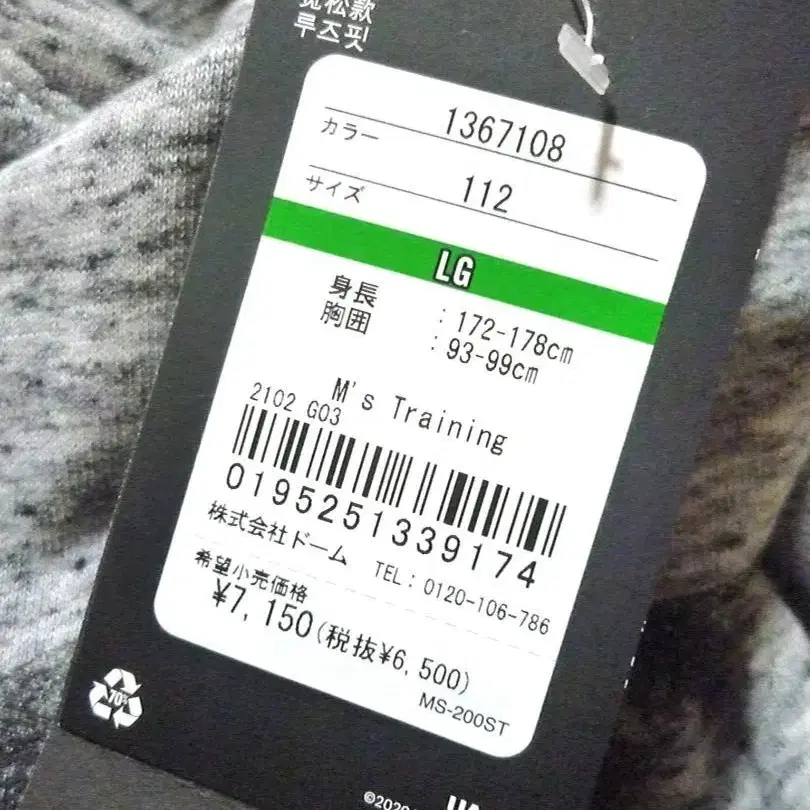 寬松款
루즈핏
1367108
カラー
112
サイズ
LG
身長 : 172-178cm
胸囲 : 93-99cm
M's Training
2102 G03
0195251339174
株式会社ドーム TEL: 0120-106-786
希望小売価格
¥7,150(税抜¥6,500)
MS-200ST
70%